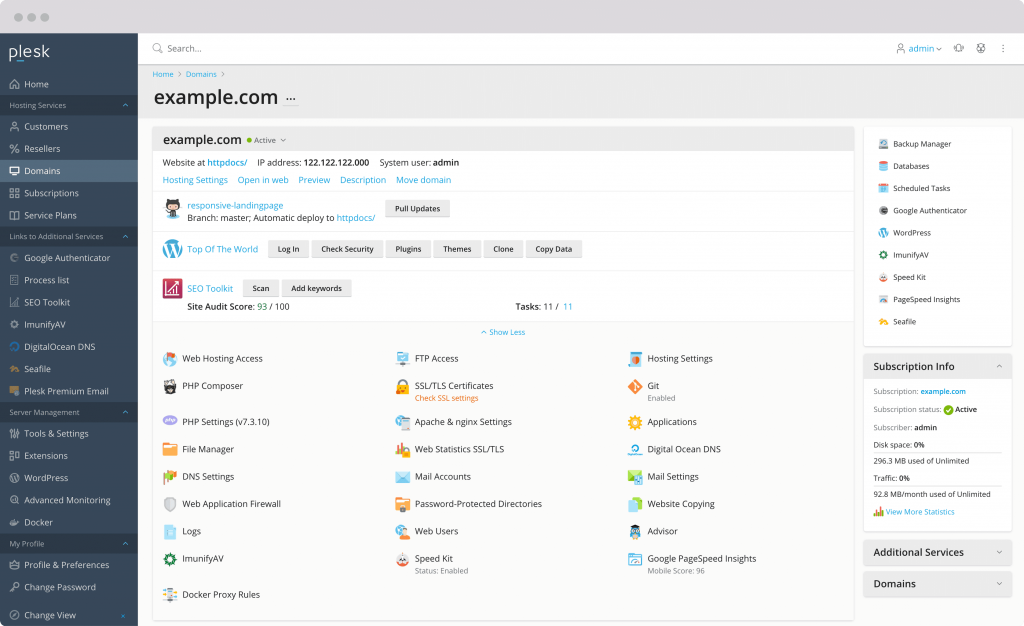 plesk
Home
Hosting Services
Customers
Resellers
Domains
Subscriptions
Service Plans
Links to Additional Services
Google Authenticator
Process list
SEO Toolkit
ImunifyAV
DigitalOcean DNS
Seafile
Plesk Premium Email
Server Management
Tools & Settings
Extensions
WordPress
Advanced Monitoring
Docker
My Profile
Profile & Preferences
Change Password
Change View
Search...
admin
Home > Domains >
example.com ...
example.com Active
Website at httpdocs/ IP address: 122.122.122.000 System user: admin
Hosting Settings Open in web Preview Description Move domain
responsive-landingpage
Branch: master; Automatic deploy to httpdocs/
Pull Updates
Top Of The World Log In Check Security Plugins Themes Clone Copy Data
SEO Toolkit Scan Add keywords
Site Audit Score: 93 / 100 Tasks: 11 / 11
Show Less
Web Hosting Access FTP Access Hosting Settings
PHP Composer SSL/TLS Certificates Git
Check SSL settings Enabled
PHP Settings (v7.3.10) Apache & nginx Settings Applications
php
File Manager Web Statistics SSL/TLS Digital Ocean DNS
DNS Settings Mail Accounts Mail Settings
Web Application Firewall Password-Protected Directories Website Copying
Logs Web Users Advisor
ImunifyAV Speed Kit Google PageSpeed Insights
Status: Enabled Mobile Score: 96
Docker Proxy Rules
Backup Manager
Databases
Scheduled Tasks
Google Authenticator
WordPress
ImunifyAV
Speed Kit
PageSpeed Insights
Seafile
Subscription Info
Subscription: example.com
Subscription status: Active
Subscriber: admin
Disk space: 0%
296.3 MB used of Unlimited
Traffic: 0%
92.8 MB/month used of Unlimited
View More Statistics
Additional Services
Domains